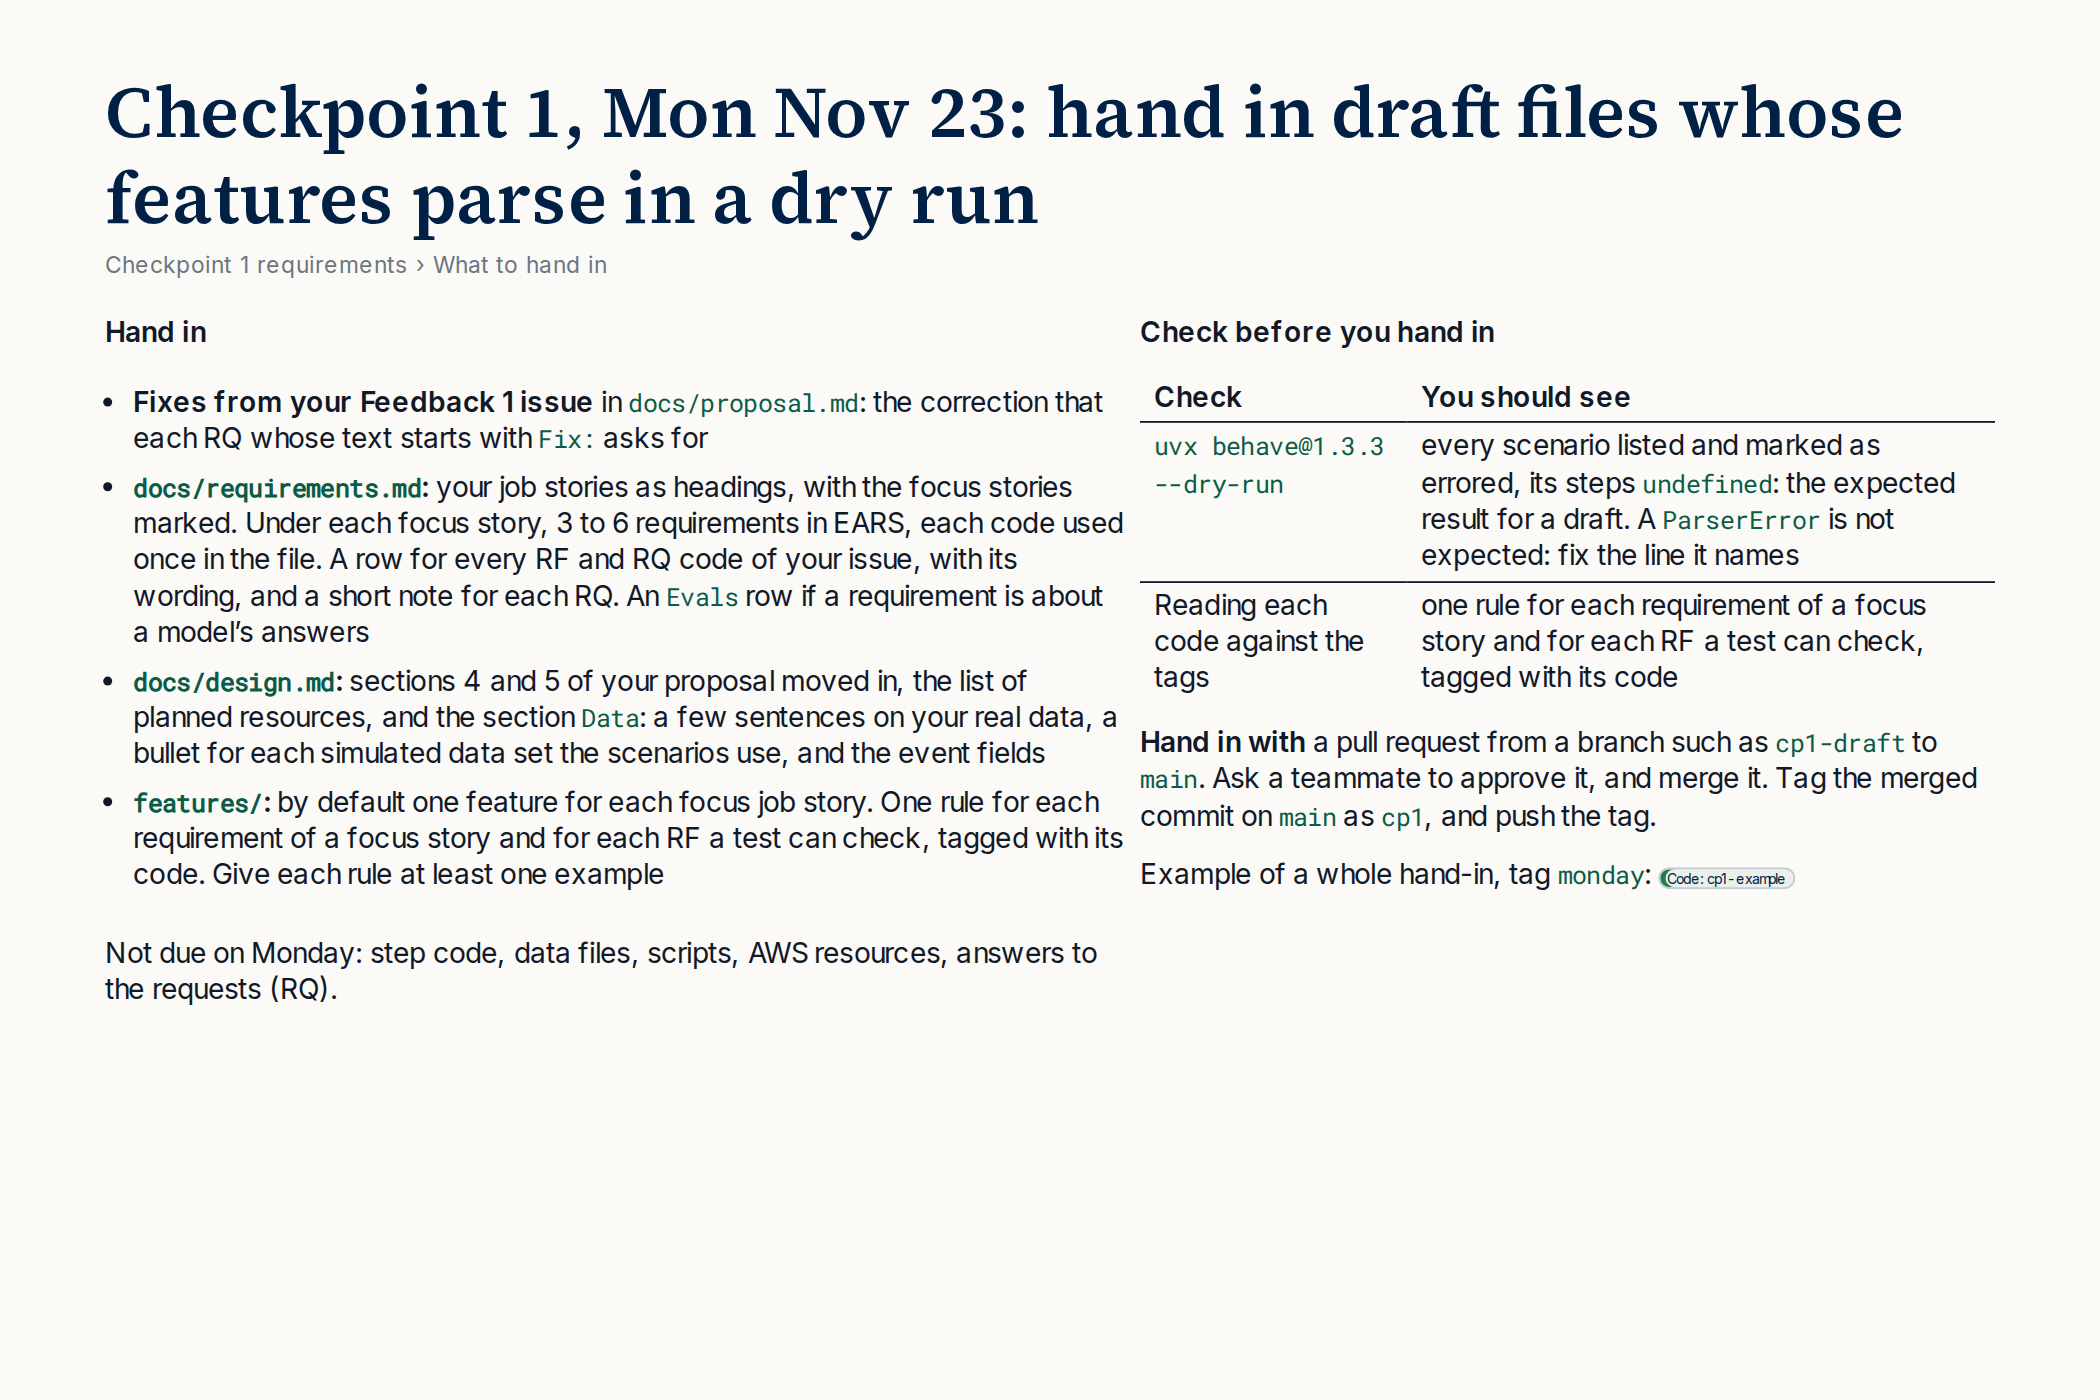 Checkpoint 1, Mon Nov 23: hand in draft files whose
features parse in a dry run
Checkpoint 1 requirements › What to hand in
Hand in
• Fixes from your Feedback 1 issue in docs/proposal.md: the correction that
each RQ whose text starts with Fix: asks for
• docs/requirements.md: your job stories as headings, with the focus stories
marked. Under each focus story, 3 to 6 requirements in EARS, each code used
once in the file. A row for every RF and RQ code of your issue, with its
wording, and a short note for each RQ. An Evals row if a requirement is about
a model’s answers
• docs/design.md: sections 4 and 5 of your proposal moved in, the list of
planned resources, and the section Data: a few sentences on your real data, a
bullet for each simulated data set the scenarios use, and the event fields
• features/: by default one feature for each focus job story. One rule for each
requirement of a focus story and for each RF a test can check, tagged with its
code. Give each rule at least one example
Not due on Monday: step code, data files, scripts, AWS resources, answers to
the requests (RQ).
Check before you hand in
Check You should see
uvx behave@1.3.3 every scenario listed and marked as
--dry-run errored, its steps undefined: the expected
result for a draft. A ParserError is not
expected: fix the line it names
Reading each one rule for each requirement of a focus
code against the story and for each RF a test can check,
tags tagged with its code
Hand in with a pull request from a branch such as cp1-draft to
main. Ask a teammate to approve it, and merge it. Tag the merged
commit on main as cp1, and push the tag.
Example of a whole hand-in, tag monday: Code: cp1-example